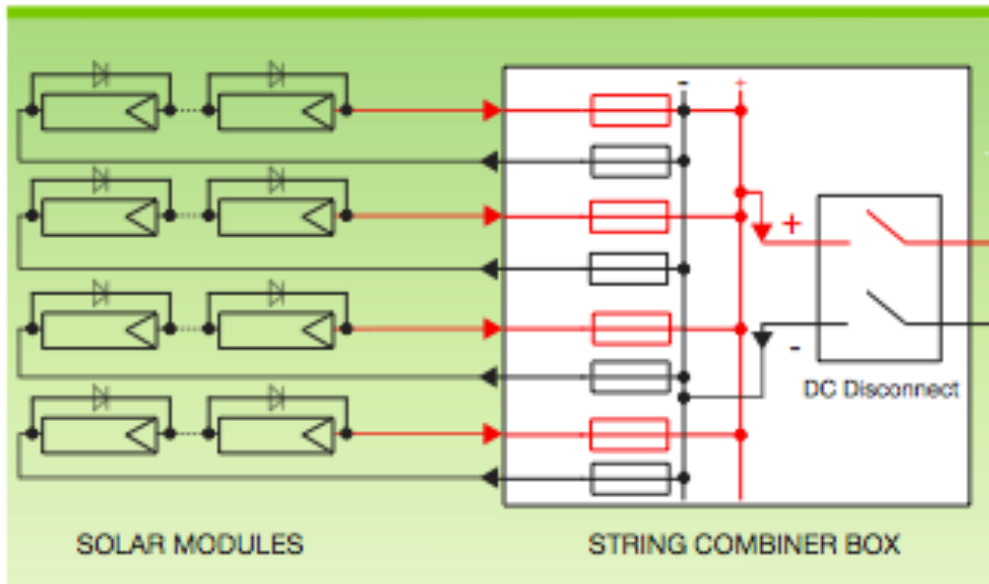 - +
+
-
DC Disconnect
SOLAR MODULES STRING COMBINER BOX